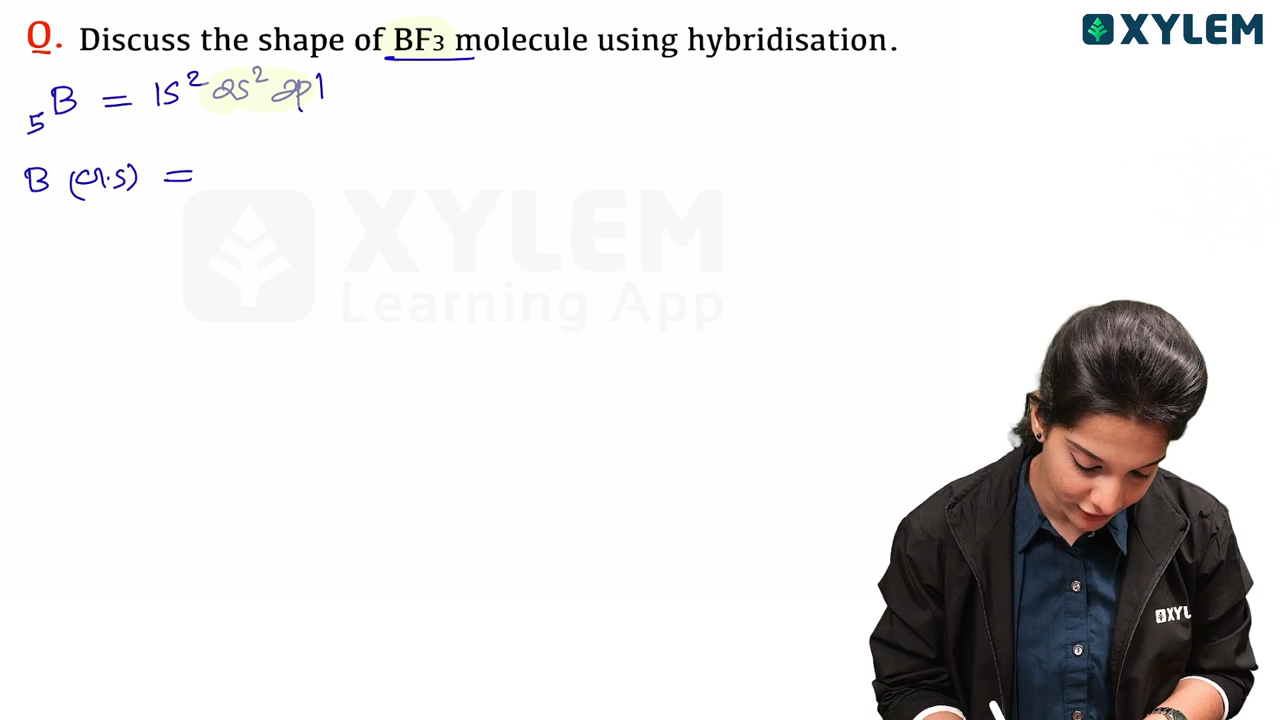 Q. Discuss the shape of BF₃ molecule using hybridisation.
XYLEM
₅B = 1s² 2s² 2p¹
B (G.S) =
XYLEM
Learning App
XYL